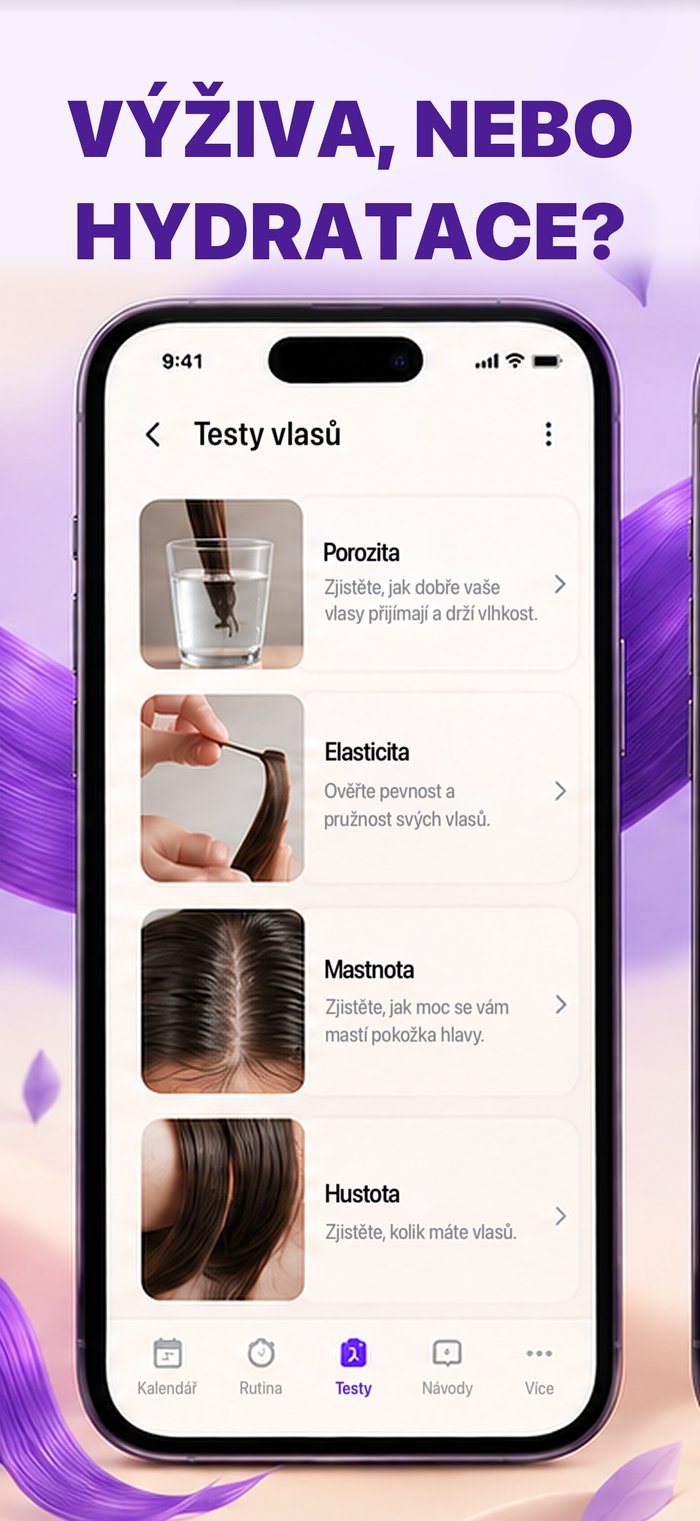 VÝŽIVA, NEBO
HYDRATACE?
9:41
Testy vlasů
Porozita
Zjistěte, jak dobře vaše
vlasy přijímají a drží vlhkost.
Elasticita
Ověřte pevnost a
pružnost svých vlasů.
Mastnota
Zjistěte, jak moc se vám
mastí pokožka hlavy.
Hustota
Zjistěte, kolik máte vlasů.
Kalendář
Rutina
Testy
Návody
Více